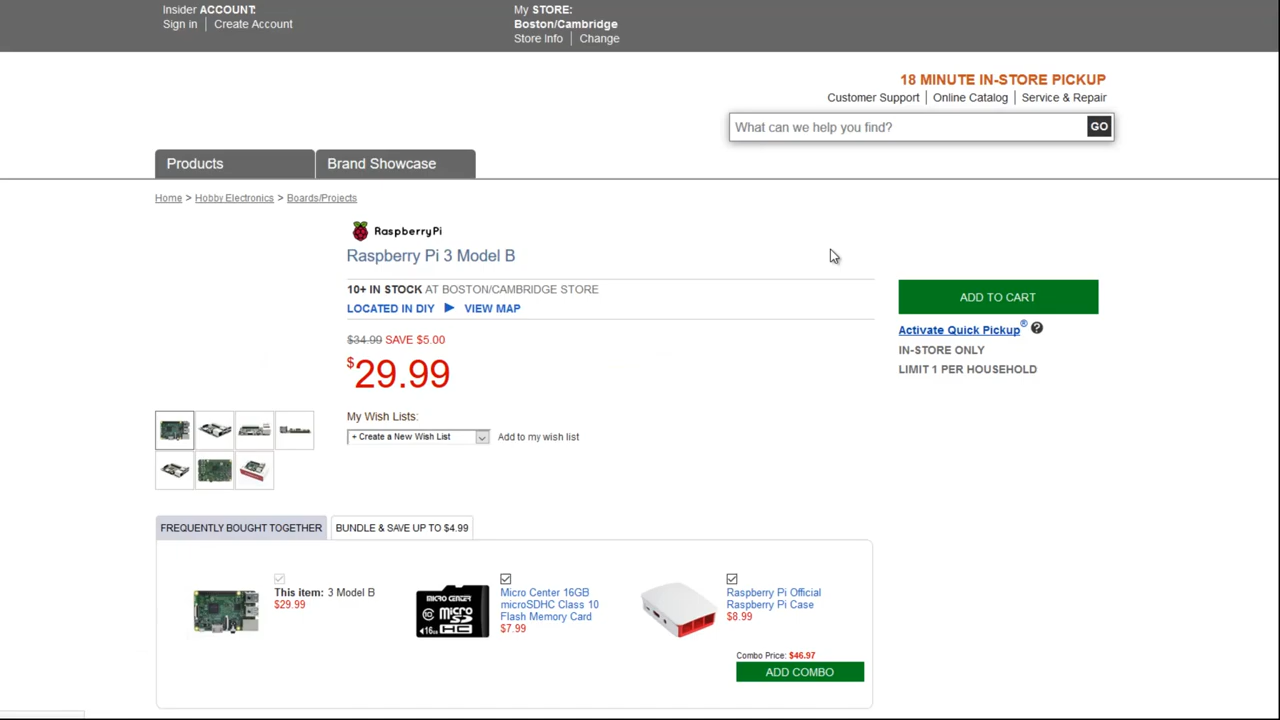 Insider ACCOUNT:
Sign in | Create Account
My STORE:
Boston/Cambridge
Store Info | Change
18 MINUTE IN-STORE PICKUP
Customer Support | Online Catalog | Service & Repair
What can we help you find? GO
Products
Brand Showcase
Home > Hobby Electronics > Boards/Projects
RaspberryPi
Raspberry Pi 3 Model B
10+ IN STOCK AT BOSTON/CAMBRIDGE STORE
LOCATED IN DIY ► VIEW MAP
$34.99 SAVE $5.00
$29.99
ADD TO CART
Activate Quick Pickup® ?
IN-STORE ONLY
LIMIT 1 PER HOUSEHOLD
My Wish Lists:
+ Create a New Wish List Add to my wish list
FREQUENTLY BOUGHT TOGETHER
BUNDLE & SAVE UP TO $4.99
This item: 3 Model B
$29.99
MICRO CENTER
micro
SD
HC
16GB
Micro Center 16GB
microSDHC Class 10
Flash Memory Card
$7.99
Raspberry Pi Official
Raspberry Pi Case
$8.99
Combo Price: $46.97
ADD COMBO